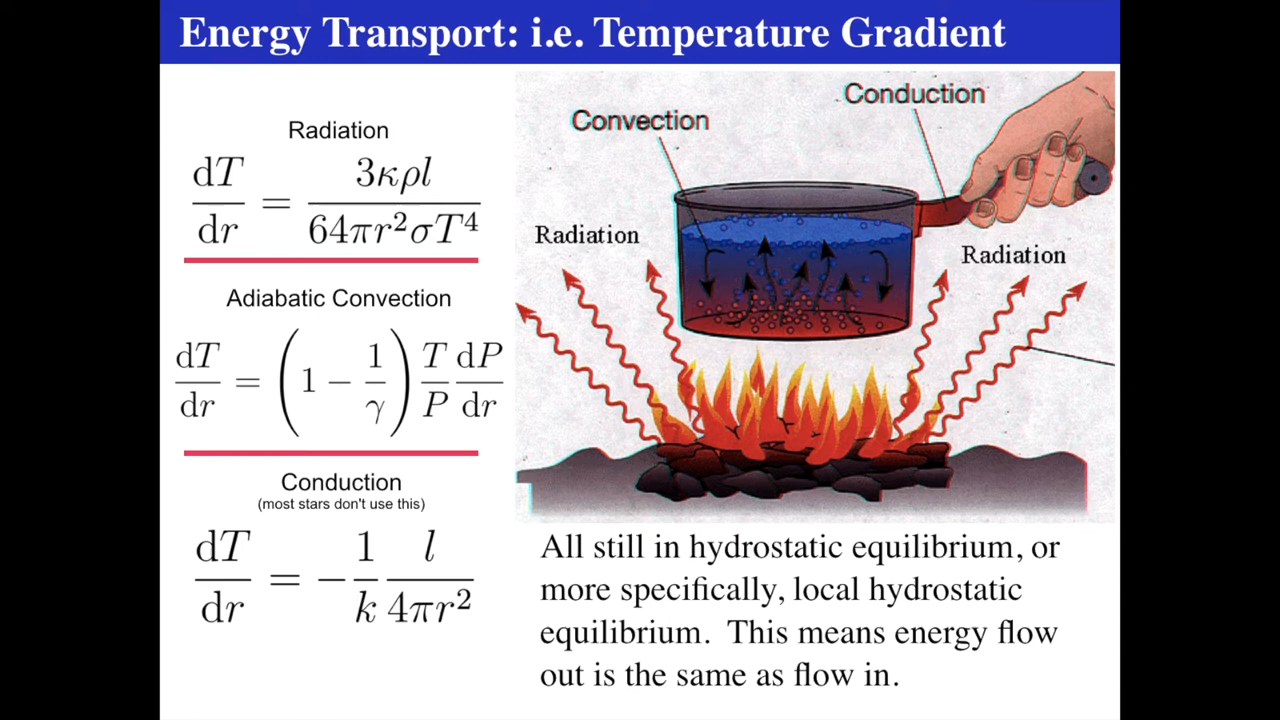 Energy Transport: i.e. Temperature Gradient
Radiation
dT/dr = 3κρl/64πr²σT⁴
Adiabatic Convection
dT/dr = (1 − 1/γ) T/P dP/dr
Conduction
(most stars don't use this)
dT/dr = − 1/k l/4πr²
Convection
Conduction
Radiation
Radiation
All still in hydrostatic equilibrium, or
more specifically, local hydrostatic
equilibrium. This means energy flow
out is the same as flow in.